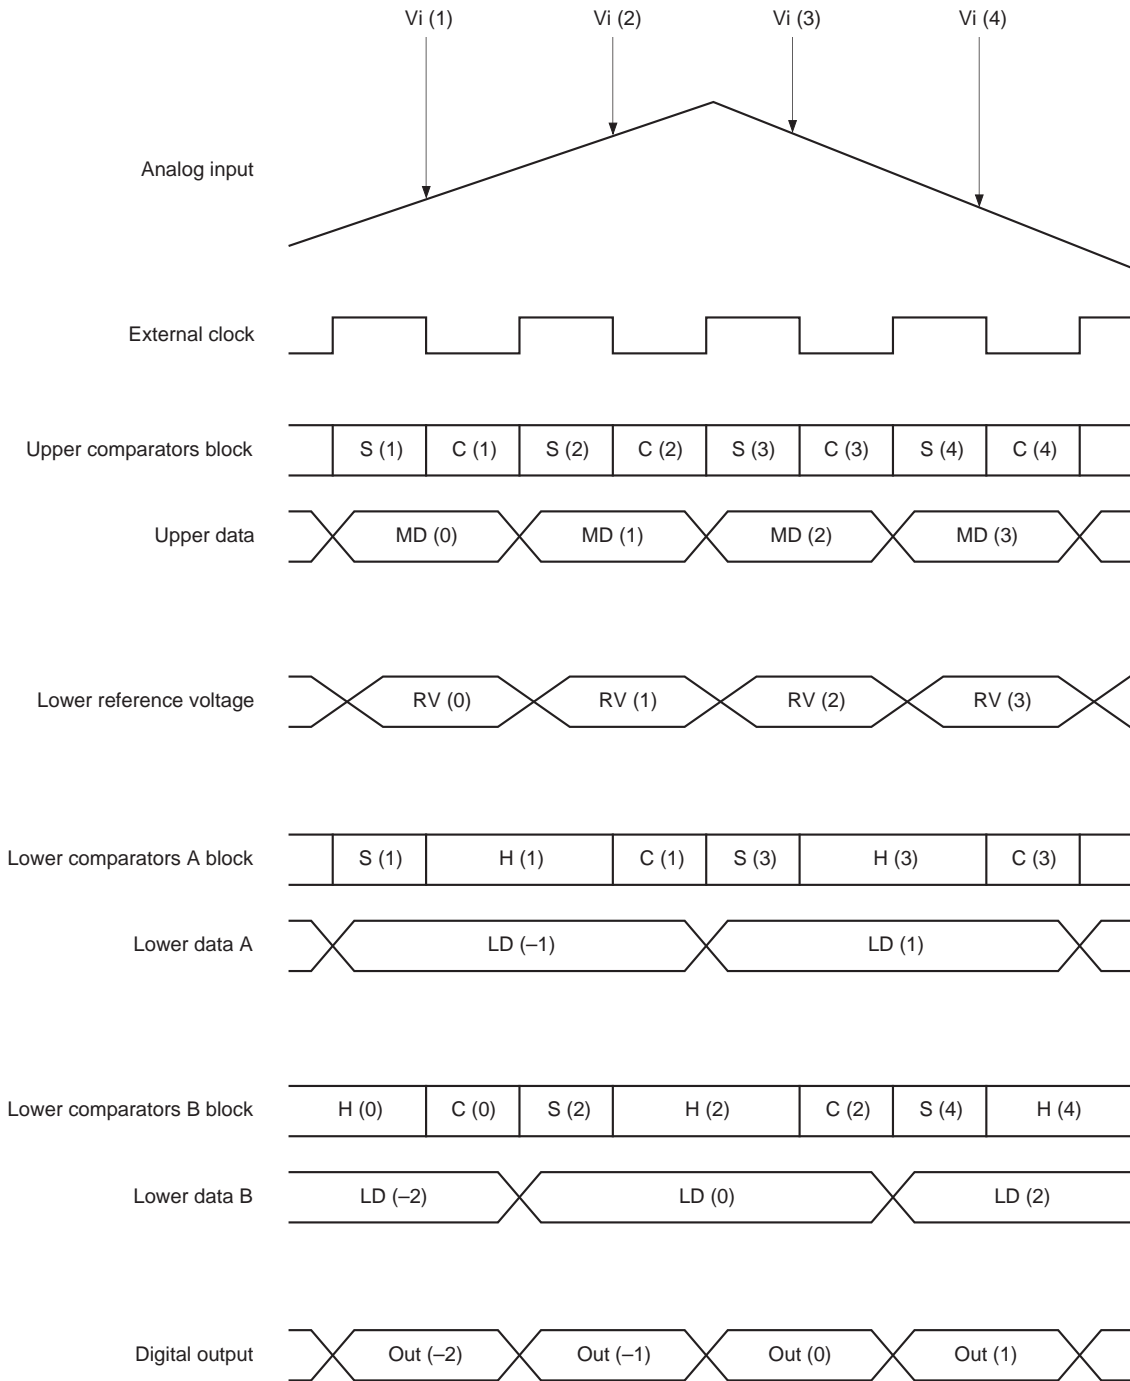 Vi (1) Vi (2) Vi (3) Vi (4)
Analog input
External clock
Upper comparators block S (1) C (1) S (2) C (2) S (3) C (3) S (4) C (4)
Upper data MD (0) MD (1) MD (2) MD (3)
Lower reference voltage RV (0) RV (1) RV (2) RV (3)
Lower comparators A block S (1) H (1) C (1) S (3) H (3) C (3)
Lower data A LD (–1) LD (1)
Lower comparators B block H (0) C (0) S (2) H (2) C (2) S (4) H (4)
Lower data B LD (–2) LD (0) LD (2)
Digital output Out (–2) Out (–1) Out (0) Out (1)